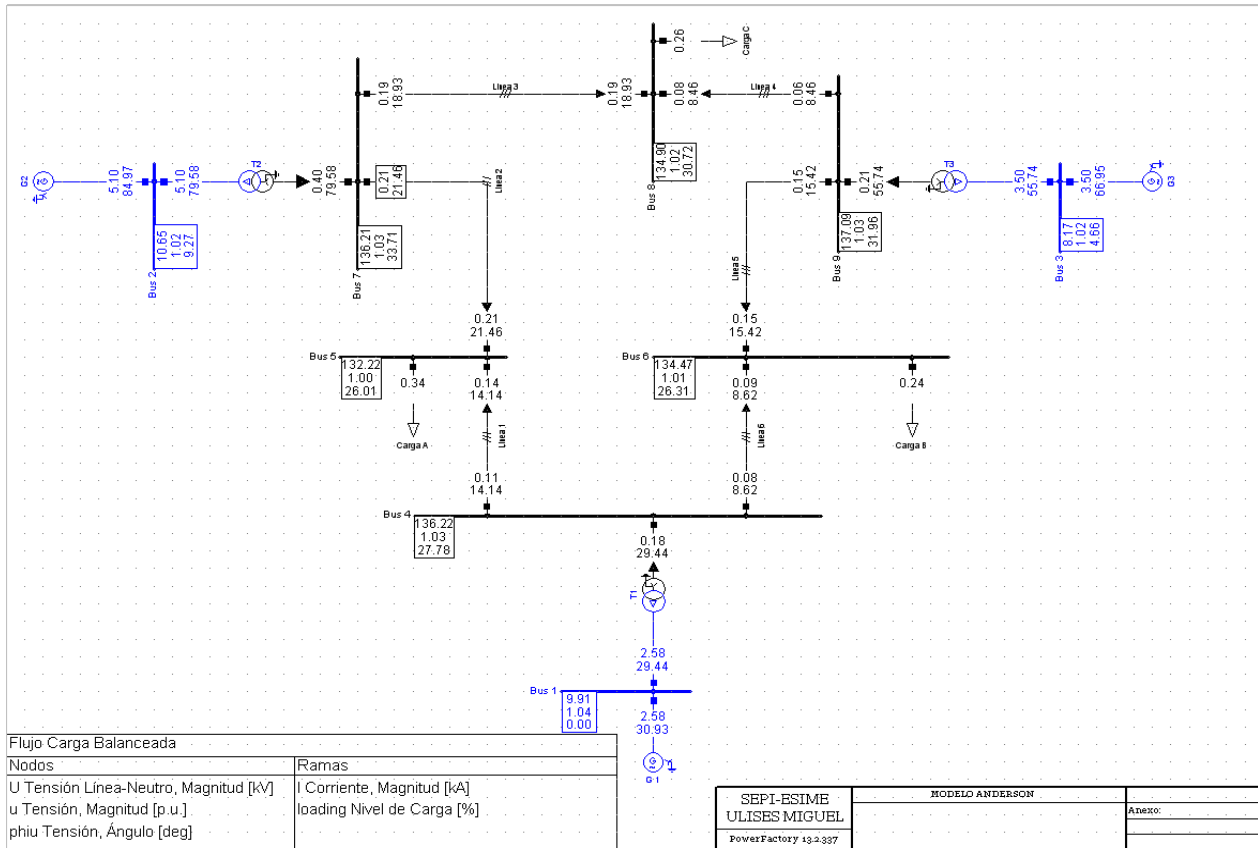 0.26
Carga C
0.19
18.93
Línea 3
0.19
18.93
0.08
8.46
Línea 4
0.06
8.46
134.90
1.02
30.72
Bus 8
G2
5.10
84.97
5.10
79.58
T2
0.40
79.58
0.21
21.46
Línea 2
10.65
1.02
9.27
Bus 2
136.21
1.03
33.71
Bus 7
0.15
15.42
0.21
55.74
T3
3.50
55.74
3.50
66.95
G3
Línea 5
137.09
1.03
31.96
Bus 9
8.17
1.02
4.66
Bus 3
0.21
21.46
0.15
15.42
Bus 5
132.22
1.00
26.01
0.34
0.14
14.14
Carga A
Línea 1
Bus 6
134.47
1.01
26.31
0.09
8.62
0.24
Línea 6
Carga B
0.11
14.14
0.08
8.62
Bus 4
136.22
1.03
27.78
0.18
29.44
T1
2.58
29.44
Bus 1
9.91
1.04
0.00
2.58
30.93
G1
Flujo Carga Balanceada
Nodos
Ramas
U Tensión Línea-Neutro, Magnitud [kV]
I Corriente, Magnitud [kA]
u Tensión, Magnitud [p.u.]
loading Nivel de Carga [%]
phiu Tensión, Ángulo [deg]
SEPI-ESIME
ULISES MIGUEL
PowerFactory 13.2.337
MODELO ANDERSON
Anexo: